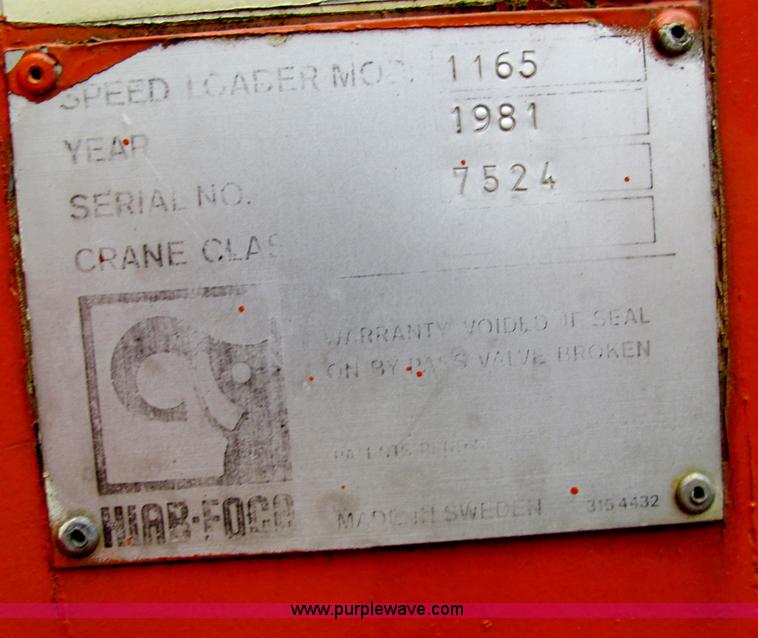 SPEED LOADER MOD. 1165
YEAR 1981
SERIAL NO. 7524
CRANE CLAS
WARRANTY VOIDED IF SEAL
ON BY-PASS VALVE BROKEN
PATENTS PENDING
HIAB-FOCO
MADE IN SWEDEN 315 4432
www.purplewave.com